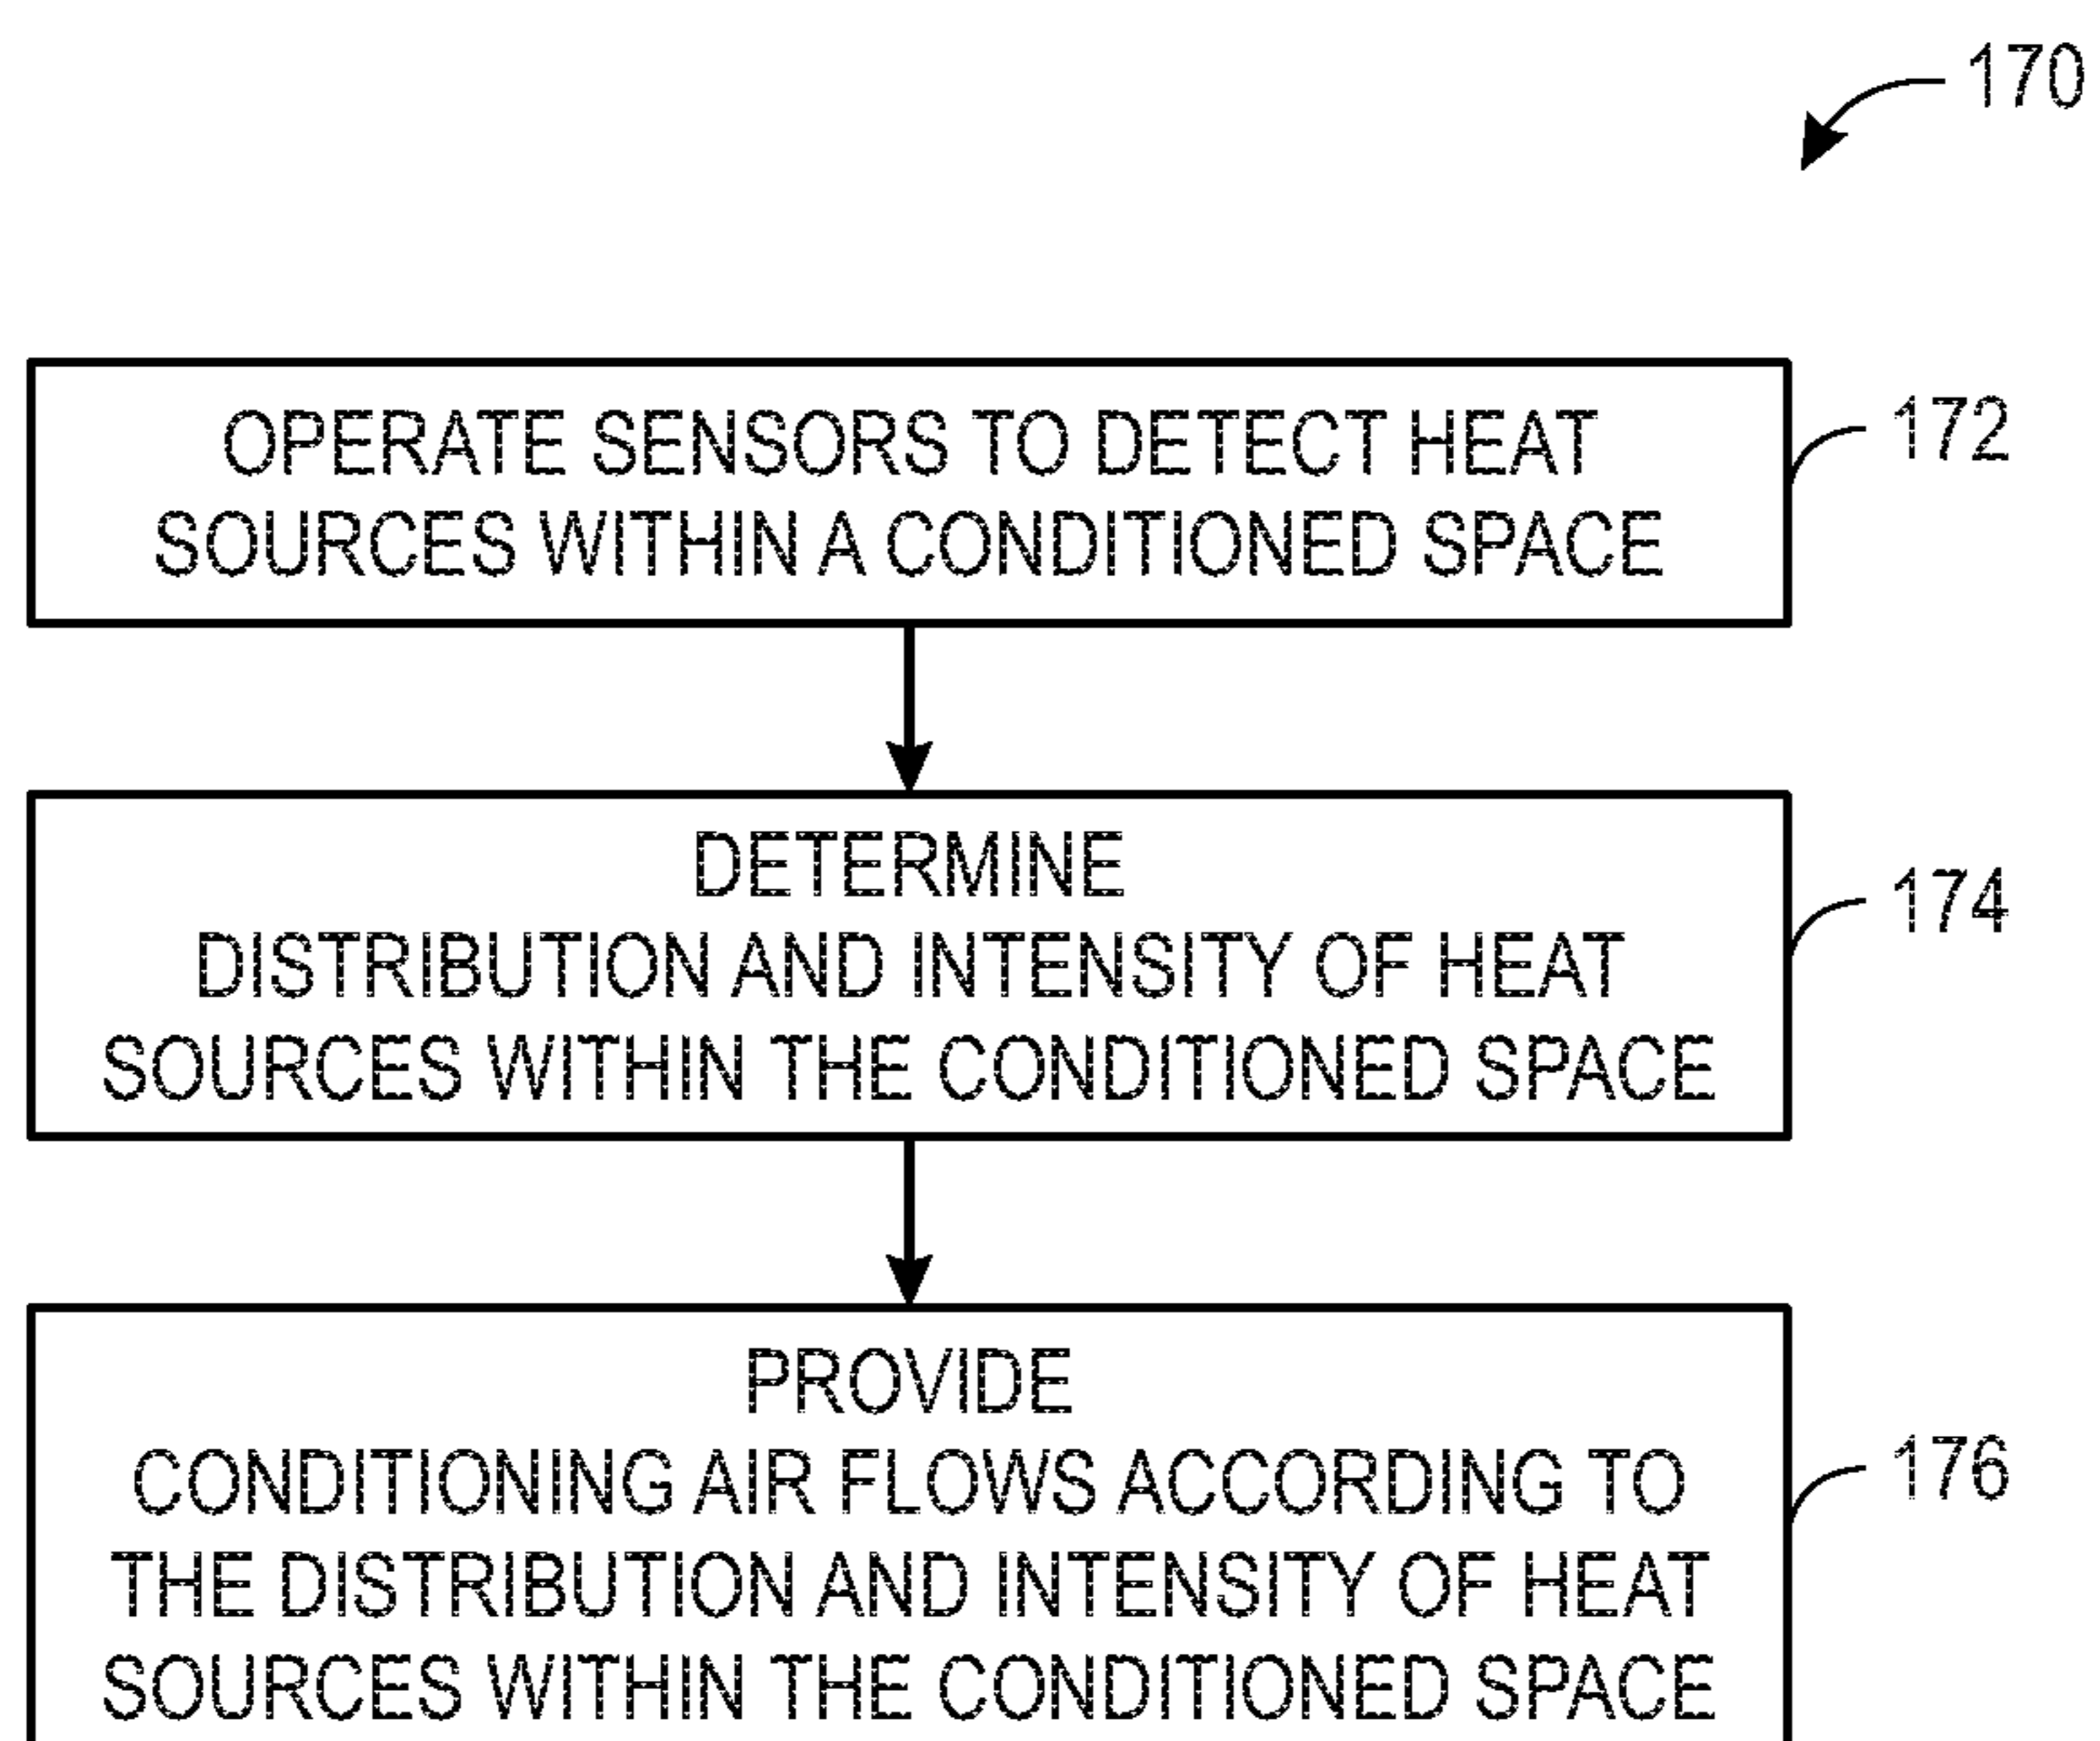 170
OPERATE SENSORS TO DETECT HEAT
SOURCES WITHIN A CONDITIONED SPACE
172
DETERMINE
DISTRIBUTION AND INTENSITY OF HEAT
SOURCES WITHIN THE CONDITIONED SPACE
174
PROVIDE
CONDITIONING AIR FLOWS ACCORDING TO
THE DISTRIBUTION AND INTENSITY OF HEAT
SOURCES WITHIN THE CONDITIONED SPACE
176